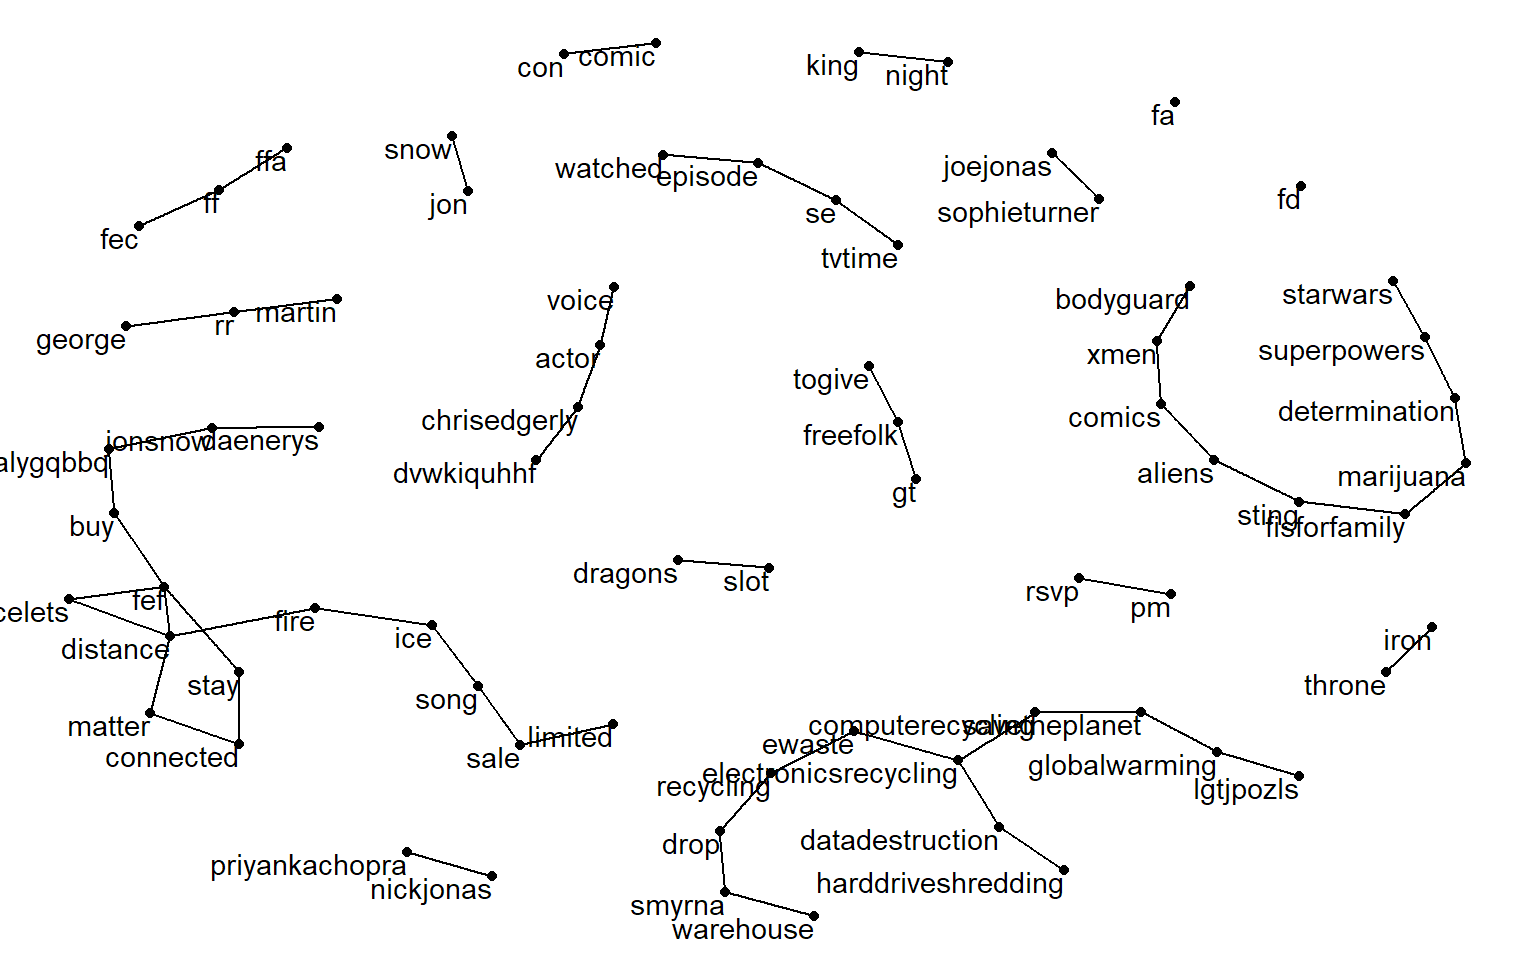 con
comic
king
night
fa
ffa
ff
fec
snow
jon
watched
episode
se
tvtime
joejonas
sophieturner
fd
george
rr
martin
voice
actor
chrisedgerly
dvwkiquhhf
togive
freefolk
gt
bodyguard
xmen
comics
aliens
sting
fisforfamily
marijuana
determination
superpowers
starwars
alygqbbq
jonsnow
daenerys
buy
fef
celets
distance
fire
ice
song
sale
limited
stay
matter
connected
dragons
slot
rsvp
pm
iron
throne
computerecycling
savetheplanet
ewaste
electronicsrecycling
recycling
globalwarming
lgtjpozls
drop
datadestruction
harddriveshredding
smyrna
warehouse
priyankachopra
nickjonas